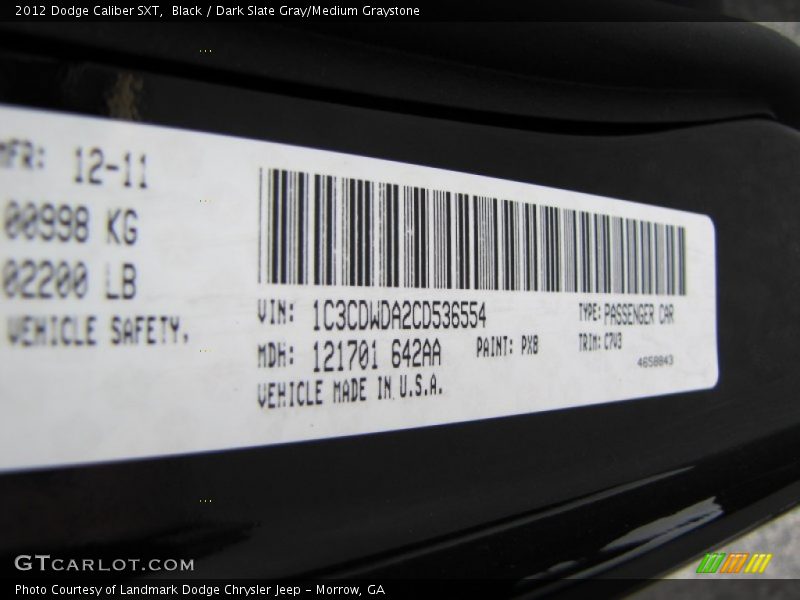 2012 Dodge Caliber SXT,  Black / Dark Slate Gray/Medium Graystone
MFR: 12-11
00998 KG
02200 LB
VEHICLE SAFETY.
VIN: 1C3CDWDA2CD536554 TYPE: PASSENGER CAR
MDH: 121701 642AA PAINT: PX8 TRIM: C7V3
4658843
VEHICLE MADE IN U.S.A.
GTCARLOT.COM
Photo Courtesy of Landmark Dodge Chrysler Jeep - Morrow, GA